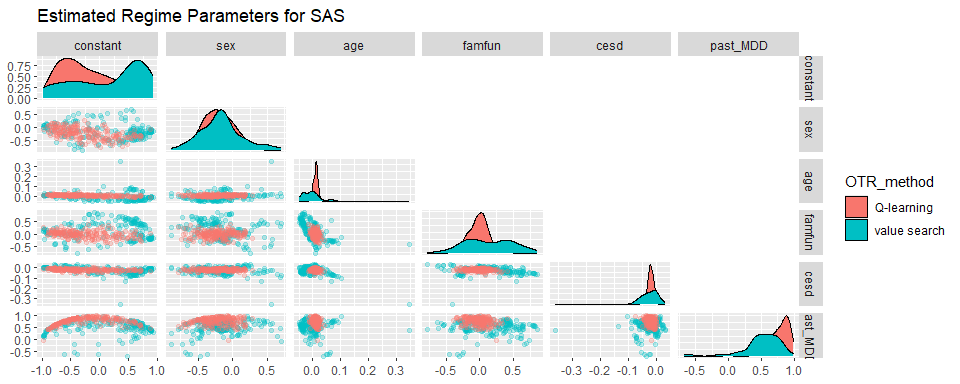 Estimated Regime Parameters for SAS
constant sex age famfun cesd past_MDD
0.75
0.50
0.25
0.00
constant
0.5
0.0
-0.5
sex
0.3
0.2
0.1
0.0
age
0.5
0.0
-0.5
famfun
0.0
-0.1
-0.2
-0.3
cesd
1.0
0.5
0.0
-0.5
ast_MDD
-1.0 -0.5 0.0 0.5 1.0 -0.5 0.0 0.5 0.0 0.1 0.2 0.3 -0.5 0.0 0.5 -0.3 -0.2 -0.1 0.0 -0.5 0.0 0.5 1.0
OTR_method
Q-learning
value search